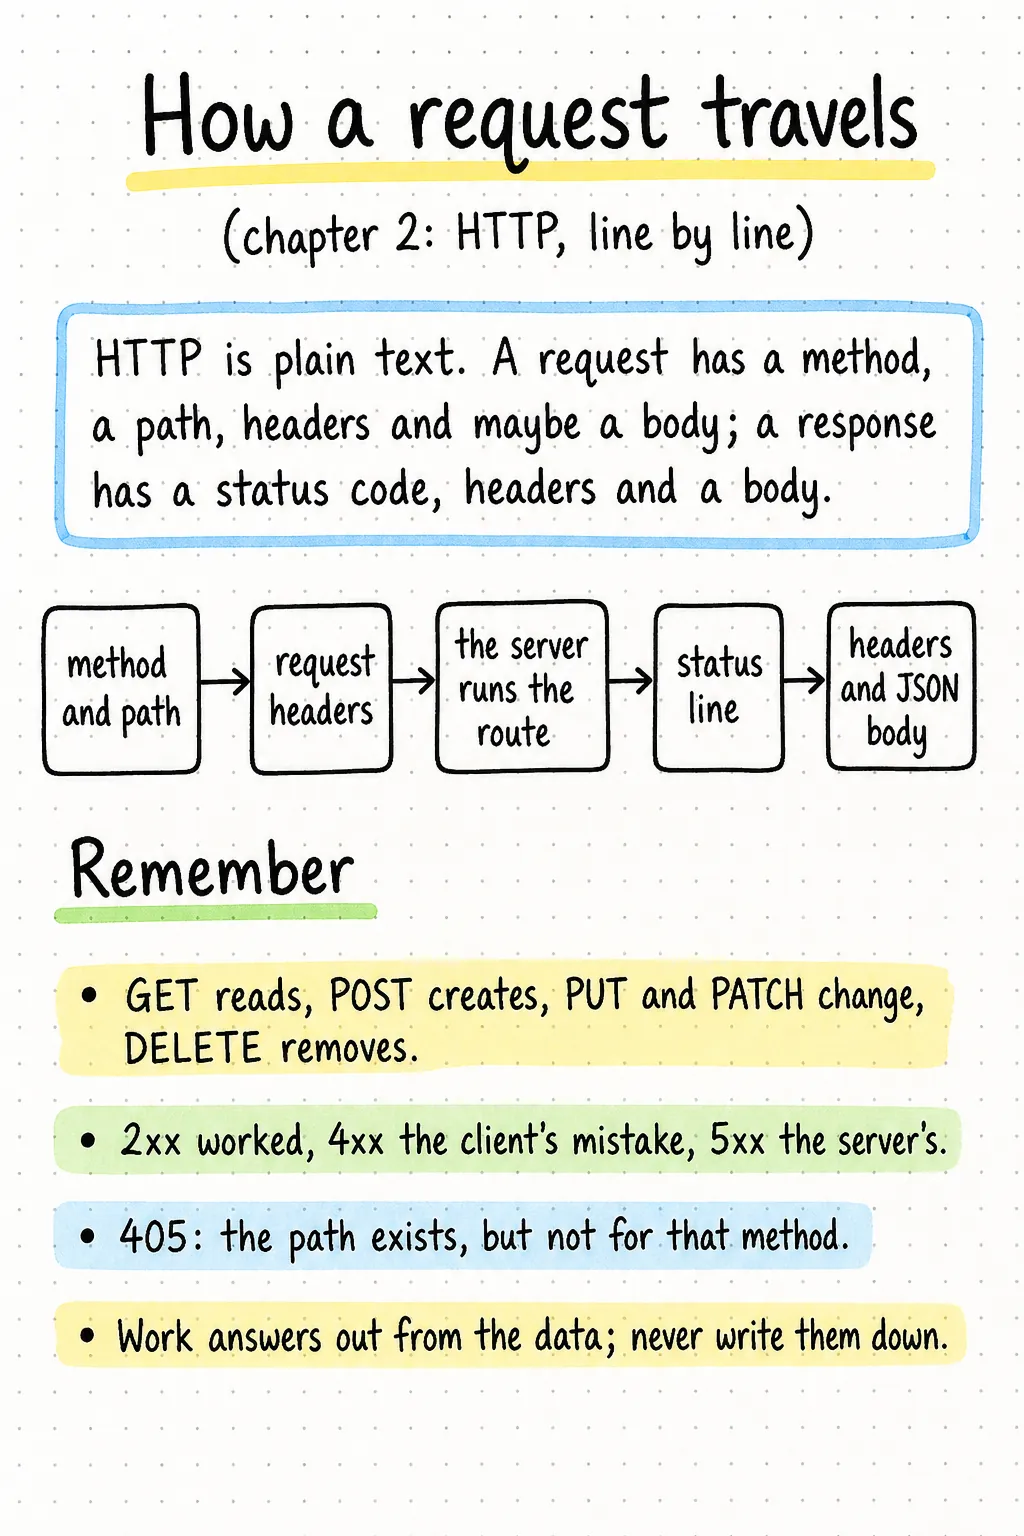 How a request travels
(chapter 2: HTTP, line by line)
HTTP is plain text. A request has a method,
a path, headers and maybe a body; a response
has a status code, headers and a body.
method
and path
request
headers
the server
runs the
route
status
line
headers
and JSON
body
Remember
• GET reads, POST creates, PUT and PATCH change,
DELETE removes.
• 2xx worked, 4xx the client's mistake, 5xx the server's.
• 405: the path exists, but not for that method.
• Work answers out from the data; never write them down.